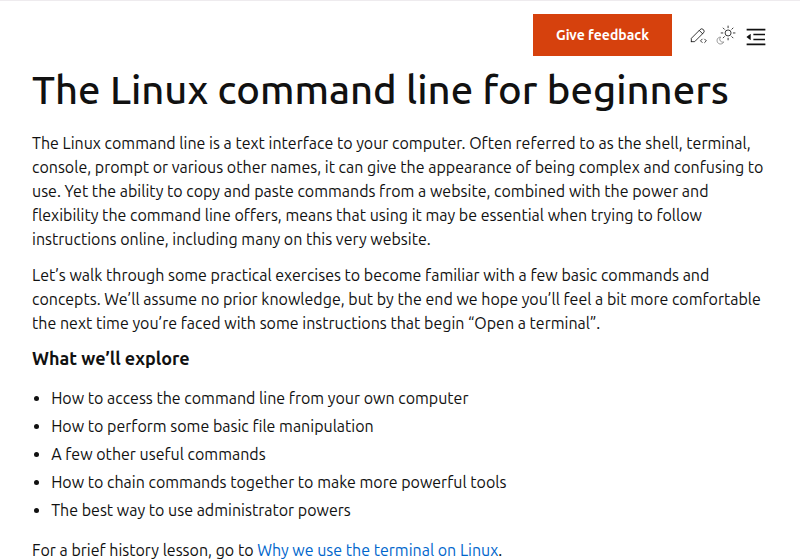 Give feedback
The Linux command line for beginners
The Linux command line is a text interface to your computer. Often referred to as the shell, terminal,
console, prompt or various other names, it can give the appearance of being complex and confusing to
use. Yet the ability to copy and paste commands from a website, combined with the power and
flexibility the command line offers, means that using it may be essential when trying to follow
instructions online, including many on this very website.
Let’s walk through some practical exercises to become familiar with a few basic commands and
concepts. We’ll assume no prior knowledge, but by the end we hope you’ll feel a bit more comfortable
the next time you’re faced with some instructions that begin “Open a terminal”.
What we’ll explore
• How to access the command line from your own computer
• How to perform some basic file manipulation
• A few other useful commands
• How to chain commands together to make more powerful tools
• The best way to use administrator powers
For a brief history lesson, go to Why we use the terminal on Linux.